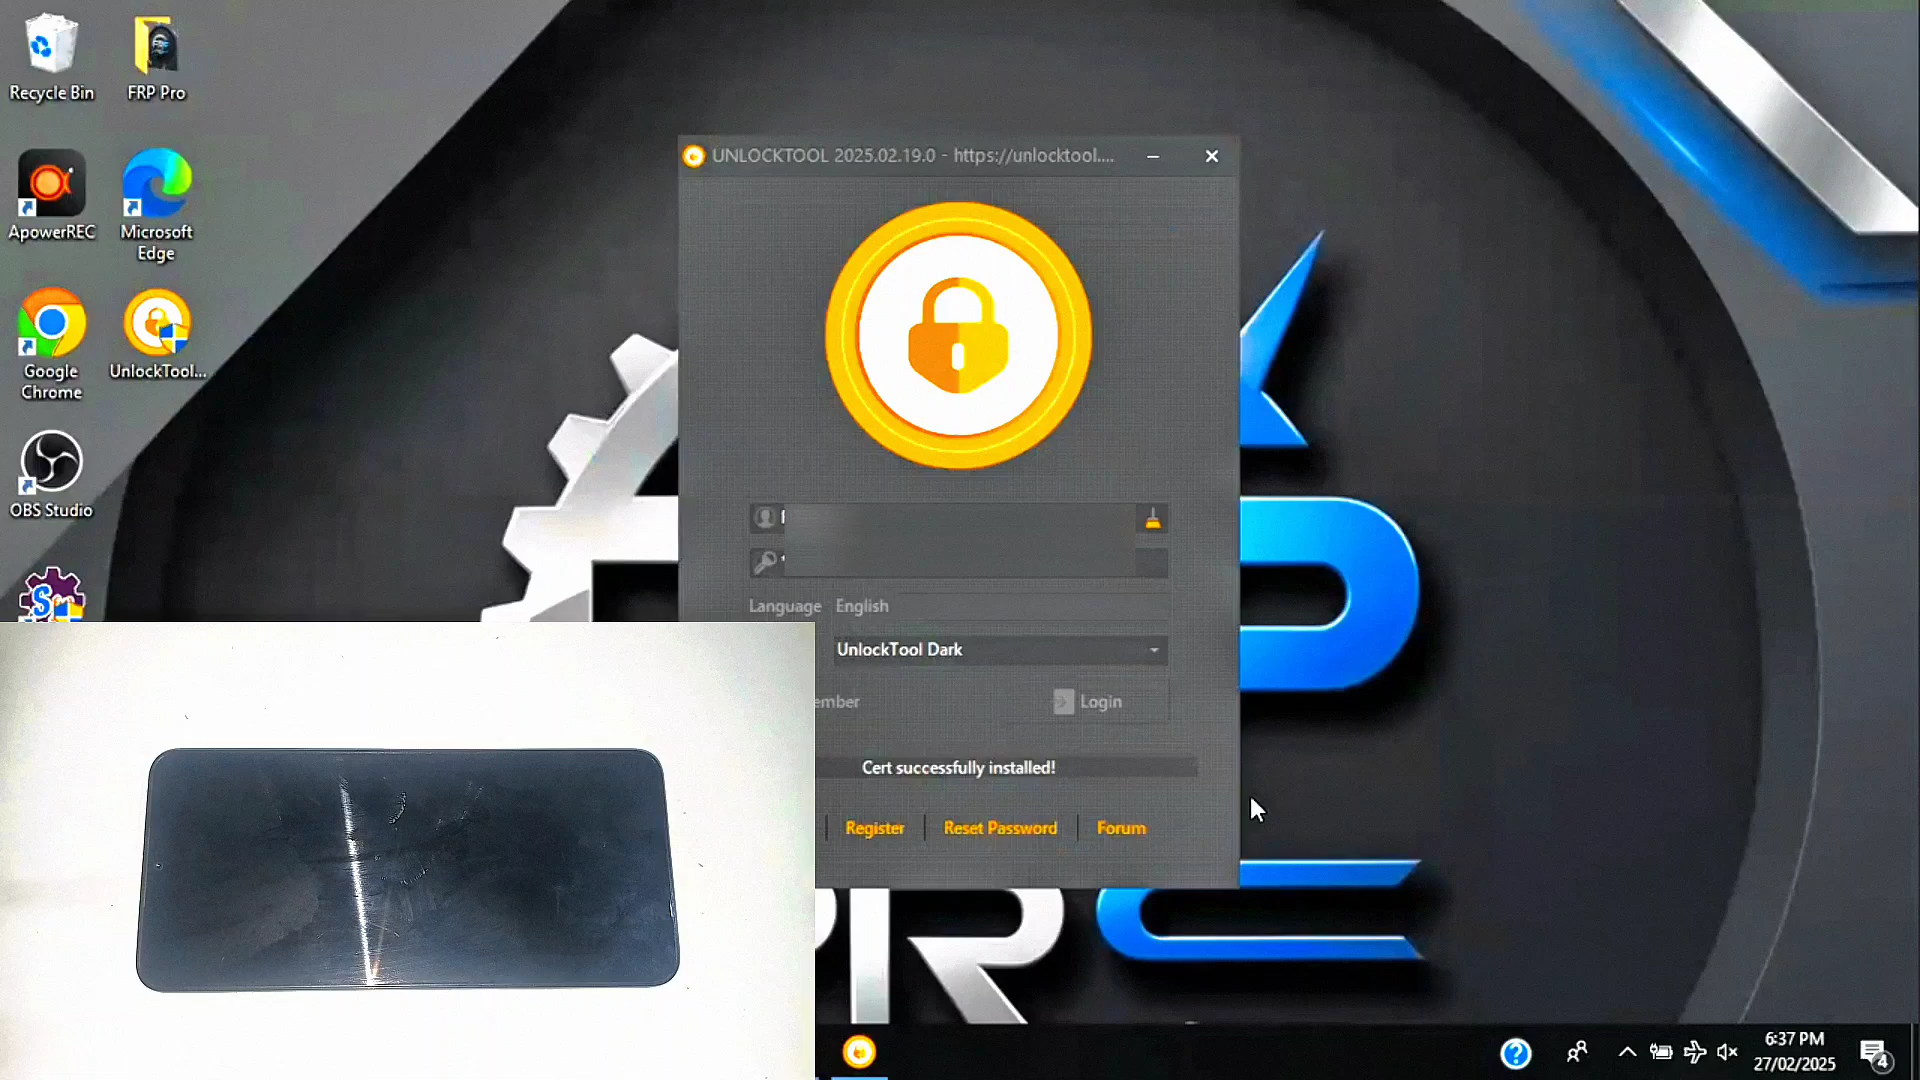 Recycle Bin
FRP Pro
ApowerREC
Microsoft
Edge
Google
Chrome
UnlockTool...
OBS Studio
UNLOCKTOOL 2025.02.19.0 - https://unlocktool....
Language
English
UnlockTool Dark
ember
Login
Cert successfully installed!
Register
Reset Password
Forum
6:37 PM
27/02/2025
4